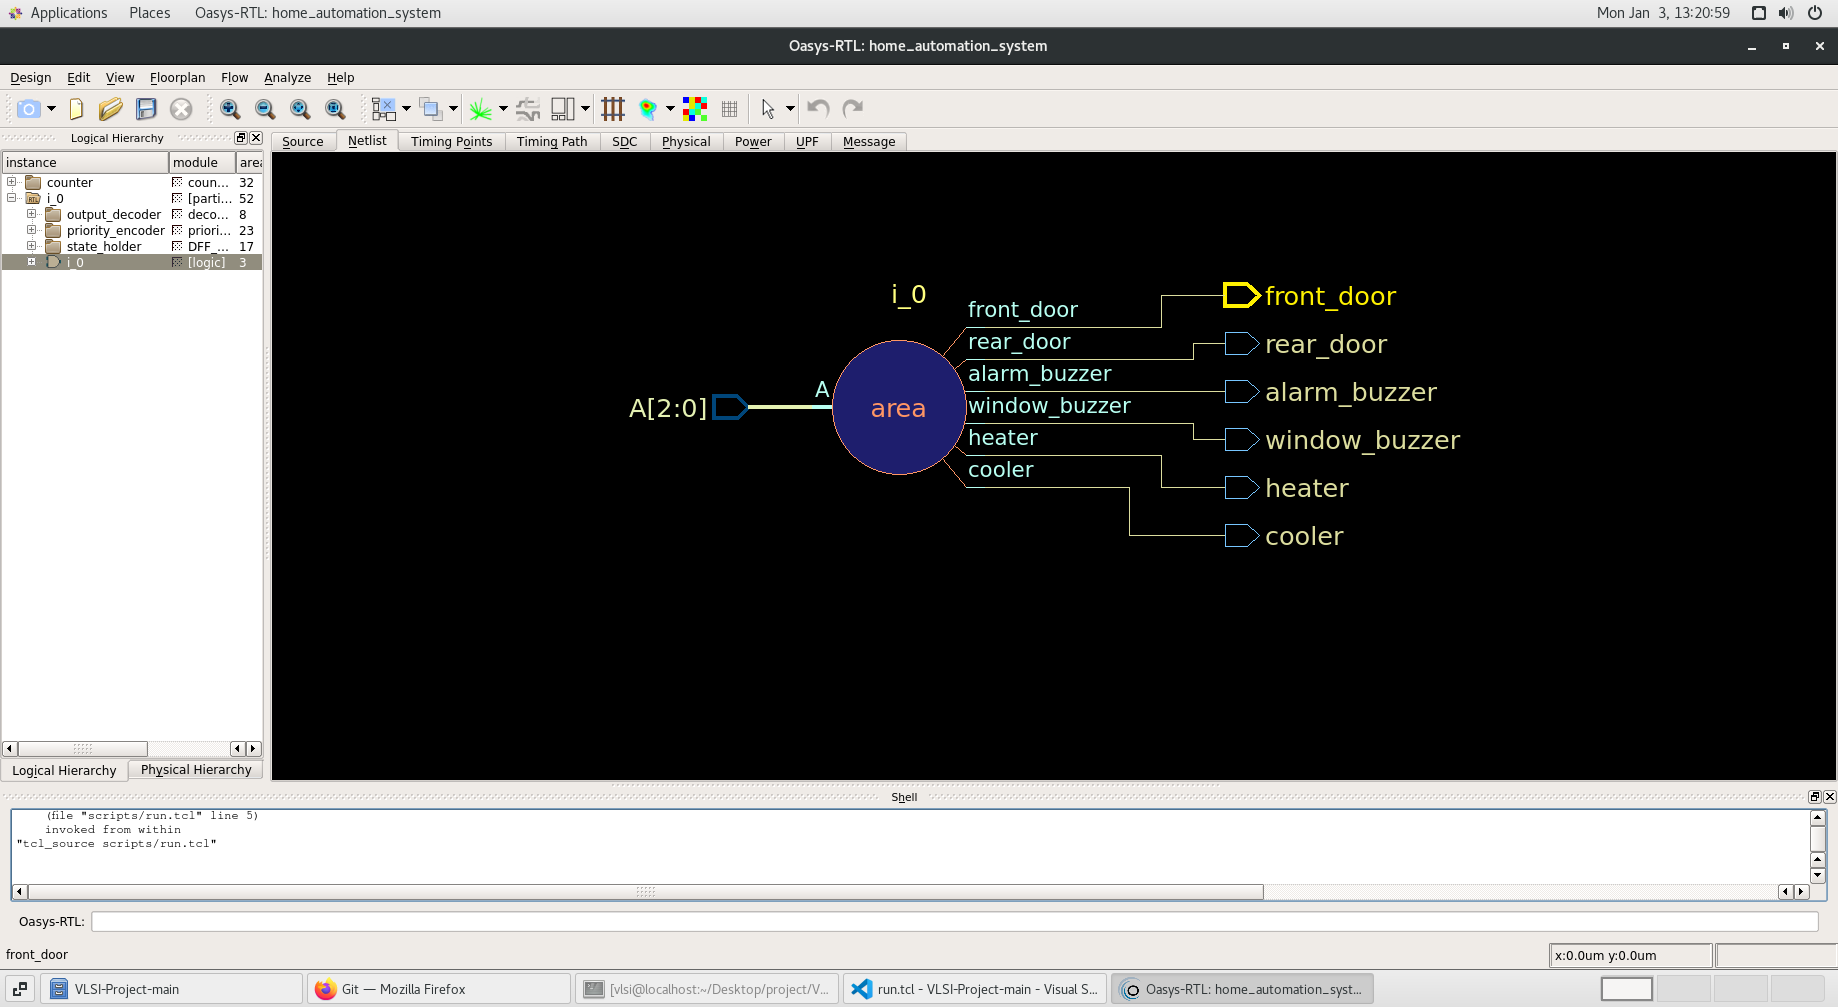 Applications Places Oasys-RTL: home_automation_system Mon Jan 3, 13:20:59
Oasys-RTL: home_automation_system
Design Edit View Floorplan Flow Analyze Help
Logical Hierarchy
Source Netlist Timing Points Timing Path SDC Physical Power UPF Message
instance module area
counter coun... 32
i_0 [parti... 52
output_decoder deco... 8
priority_encoder priori... 23
state_holder DFF_... 17
i_0 [logic] 3
i_0
front_door front_door
rear_door rear_door
alarm_buzzer alarm_buzzer
A[2:0] A area
window_buzzer window_buzzer
heater heater
cooler cooler
Logical Hierarchy Physical Hierarchy
Shell
(file "scripts/run.tcl" line 5)
invoked from within
"tcl_source scripts/run.tcl"
Oasys-RTL:
front_door x:0.0um y:0.0um
VLSI-Project-main Git — Mozilla Firefox [vlsi@localhost:~/Desktop/project/V... run.tcl - VLSI-Project-main - Visual S... Oasys-RTL: home_automation_syst...